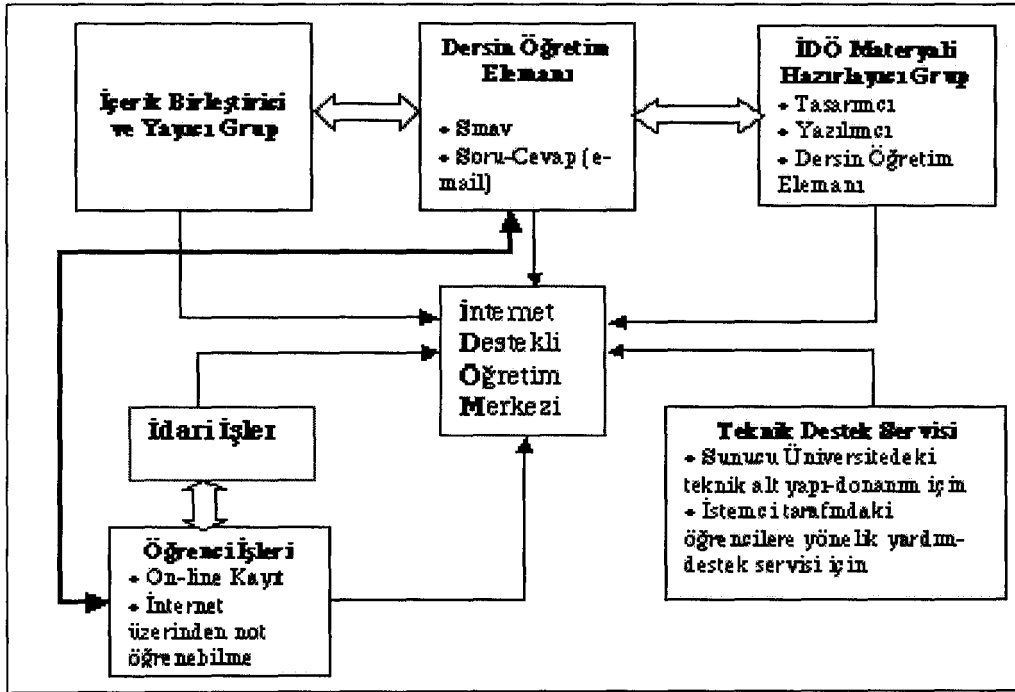 İçerik Birleştirici
ve Yayıcı Grup
Dersin Öğretim
Elemanı
• Sınav
• Soru-Cevap (e-
mail)
İDÖ Materyali
Hazırlayıcı Grup
• Tasarımcı
• Yazılımcı
• Dersin Öğretim
Elemanı
İnternet
Destekli
Öğretim
Merkezi
İdari İşler
Öğrenci İşleri
• On-line Kayıt
• İnternet
üzerinden not
öğrenebilme
Teknik Destek Servisi
• Sunucu Üniversitedeki
teknik alt yapı-donanım için
• İstemci tarafındaki
öğrencilere yönelik yardım-
destek servisi için